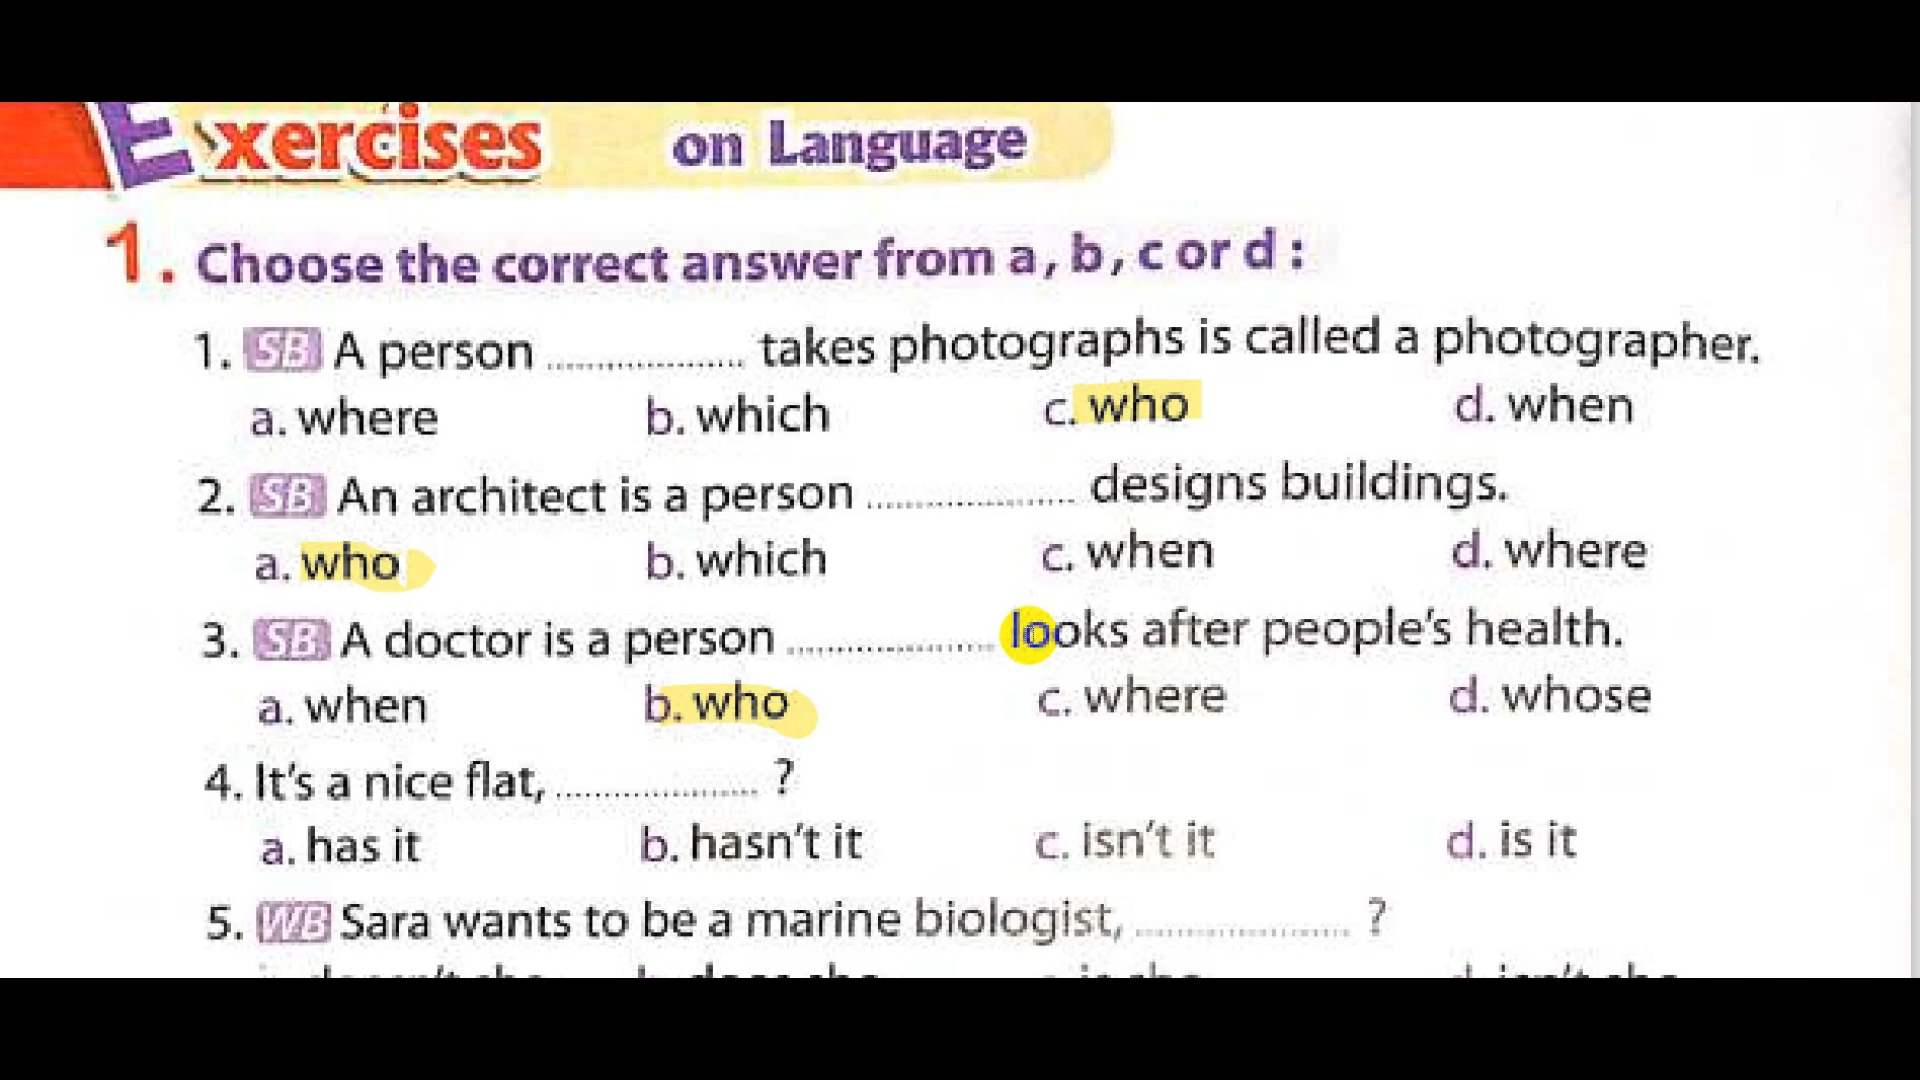 Exercises on Language
1. Choose the correct answer from a, b, c or d :
1. SB A person .................. takes photographs is called a photographer.
a. where b. which c. who d. when
2. SB An architect is a person .................. designs buildings.
a. who b. which c. when d. where
3. SB A doctor is a person .................. looks after people's health.
a. when b. who c. where d. whose
4. It's a nice flat, .................. ?
a. has it b. hasn't it c. isn't it d. is it
5. WB Sara wants to be a marine biologist, .................. ?